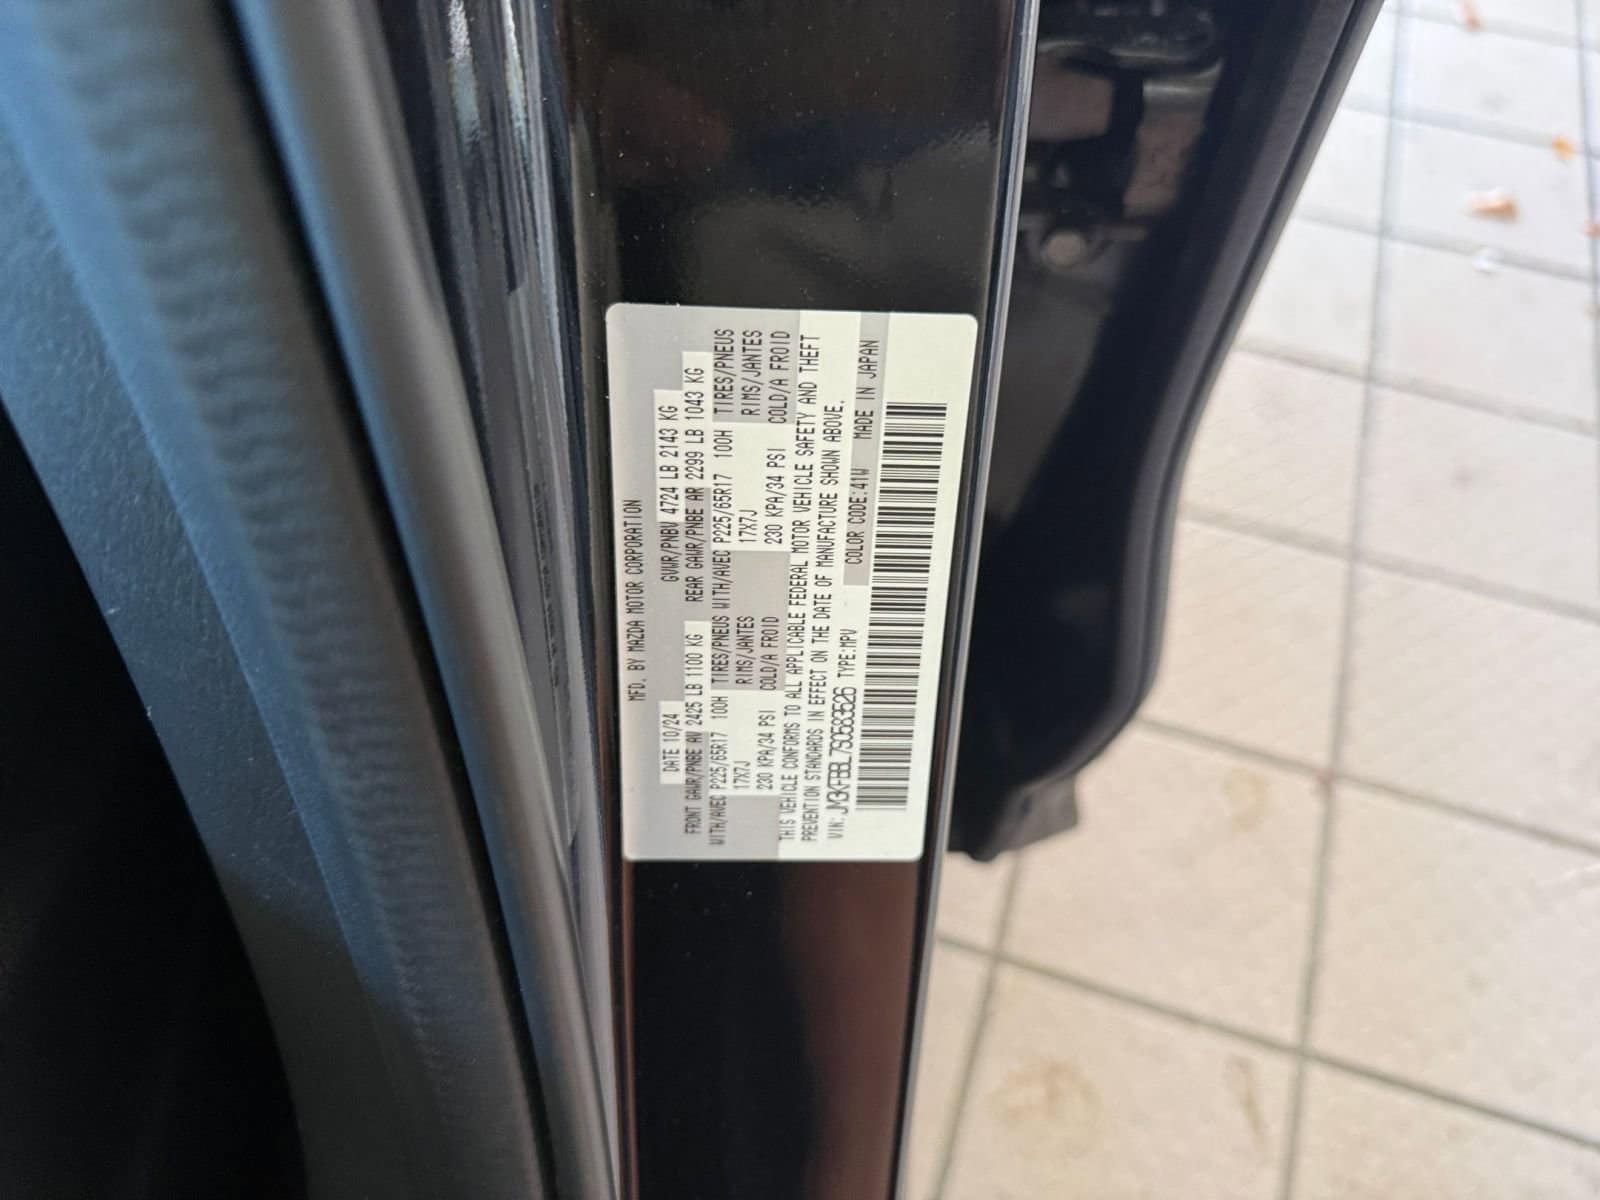 MFD. BY MAZDA MOTOR CORPORATION
DATE 10/24 GVWR/PNBV 4724 LB 2143 KG
FRONT GAWR/PNBE AV 2425 LB 1100 KG REAR GAWR/PNBE AR 2299 LB 1043 KG
WITH/AVEC P225/65R17 100H TIRES/PNEUS WITH/AVEC P225/65R17 100H TIRES/PNEUS
17X7J RIMS/JANTES 17X7J RIMS/JANTES
230 KPA/34 PSI COLD/A FROID 230 KPA/34 PSI COLD/A FROID
THIS VEHICLE CONFORMS TO ALL APPLICABLE FEDERAL MOTOR VEHICLE SAFETY AND THEFT
PREVENTION STANDARDS IN EFFECT ON THE DATE OF MANUFACTURE SHOWN ABOVE.
VIN: JM3KFBBL7S0583526 TYPE:MPV COLOR CODE:41W MADE IN JAPAN